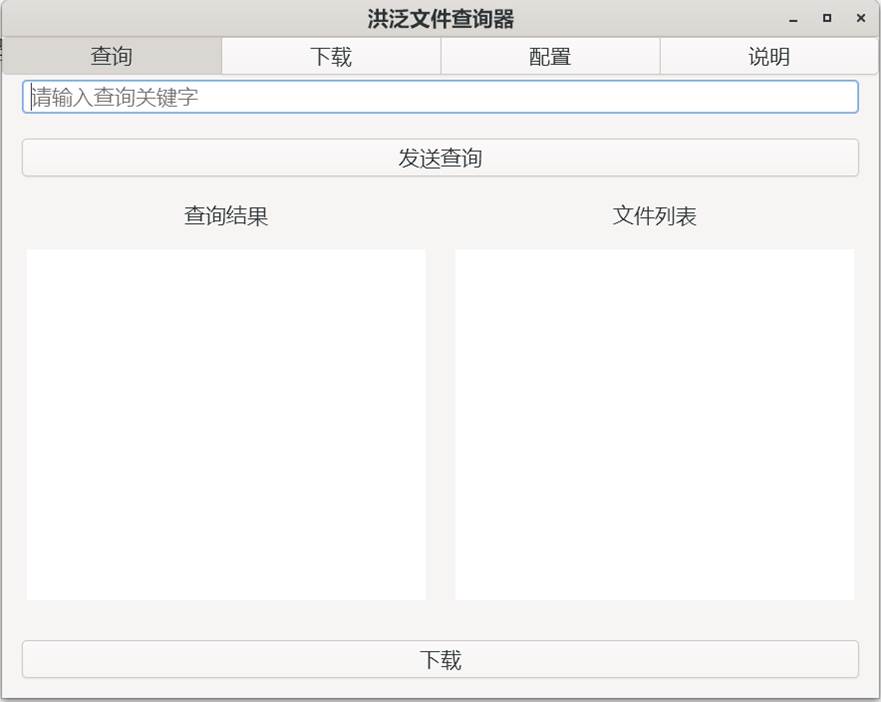 洪泛文件查询器
查询 下载 配置 说明
请输入查询关键字
发送查询
查询结果 文件列表
下载